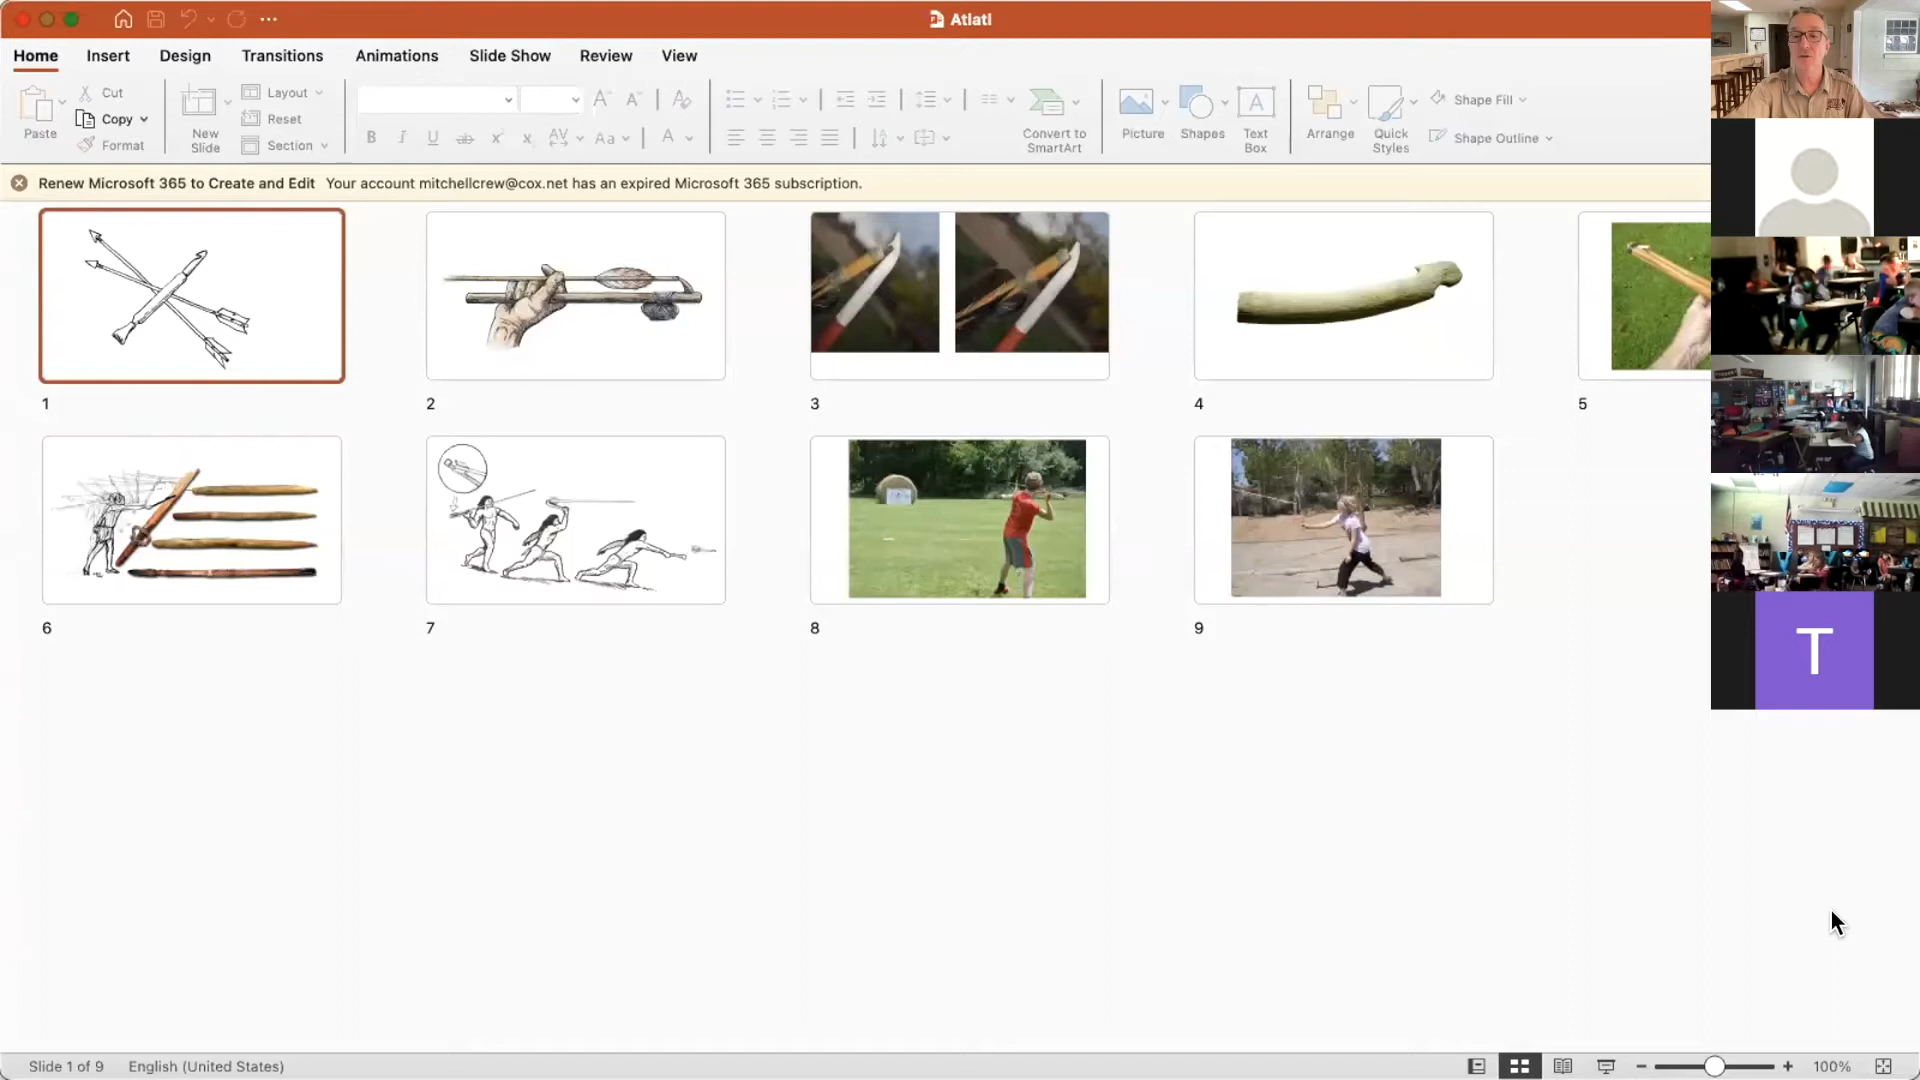 Atlatl
Home Insert Design Transitions Animations Slide Show Review View
Paste
Cut
Copy
Format
New Slide
Layout
Reset
Section
B I U ab x x AV Aa A
Convert to SmartArt
Picture
Shapes
Text Box
Arrange
Quick Styles
Shape Fill
Shape Outline
Renew Microsoft 365 to Create and Edit Your account mitchellcrew@cox.net has an expired Microsoft 365 subscription.
1 2 3 4 5
6 7 8 9
T
Slide 1 of 9 English (United States) 100%